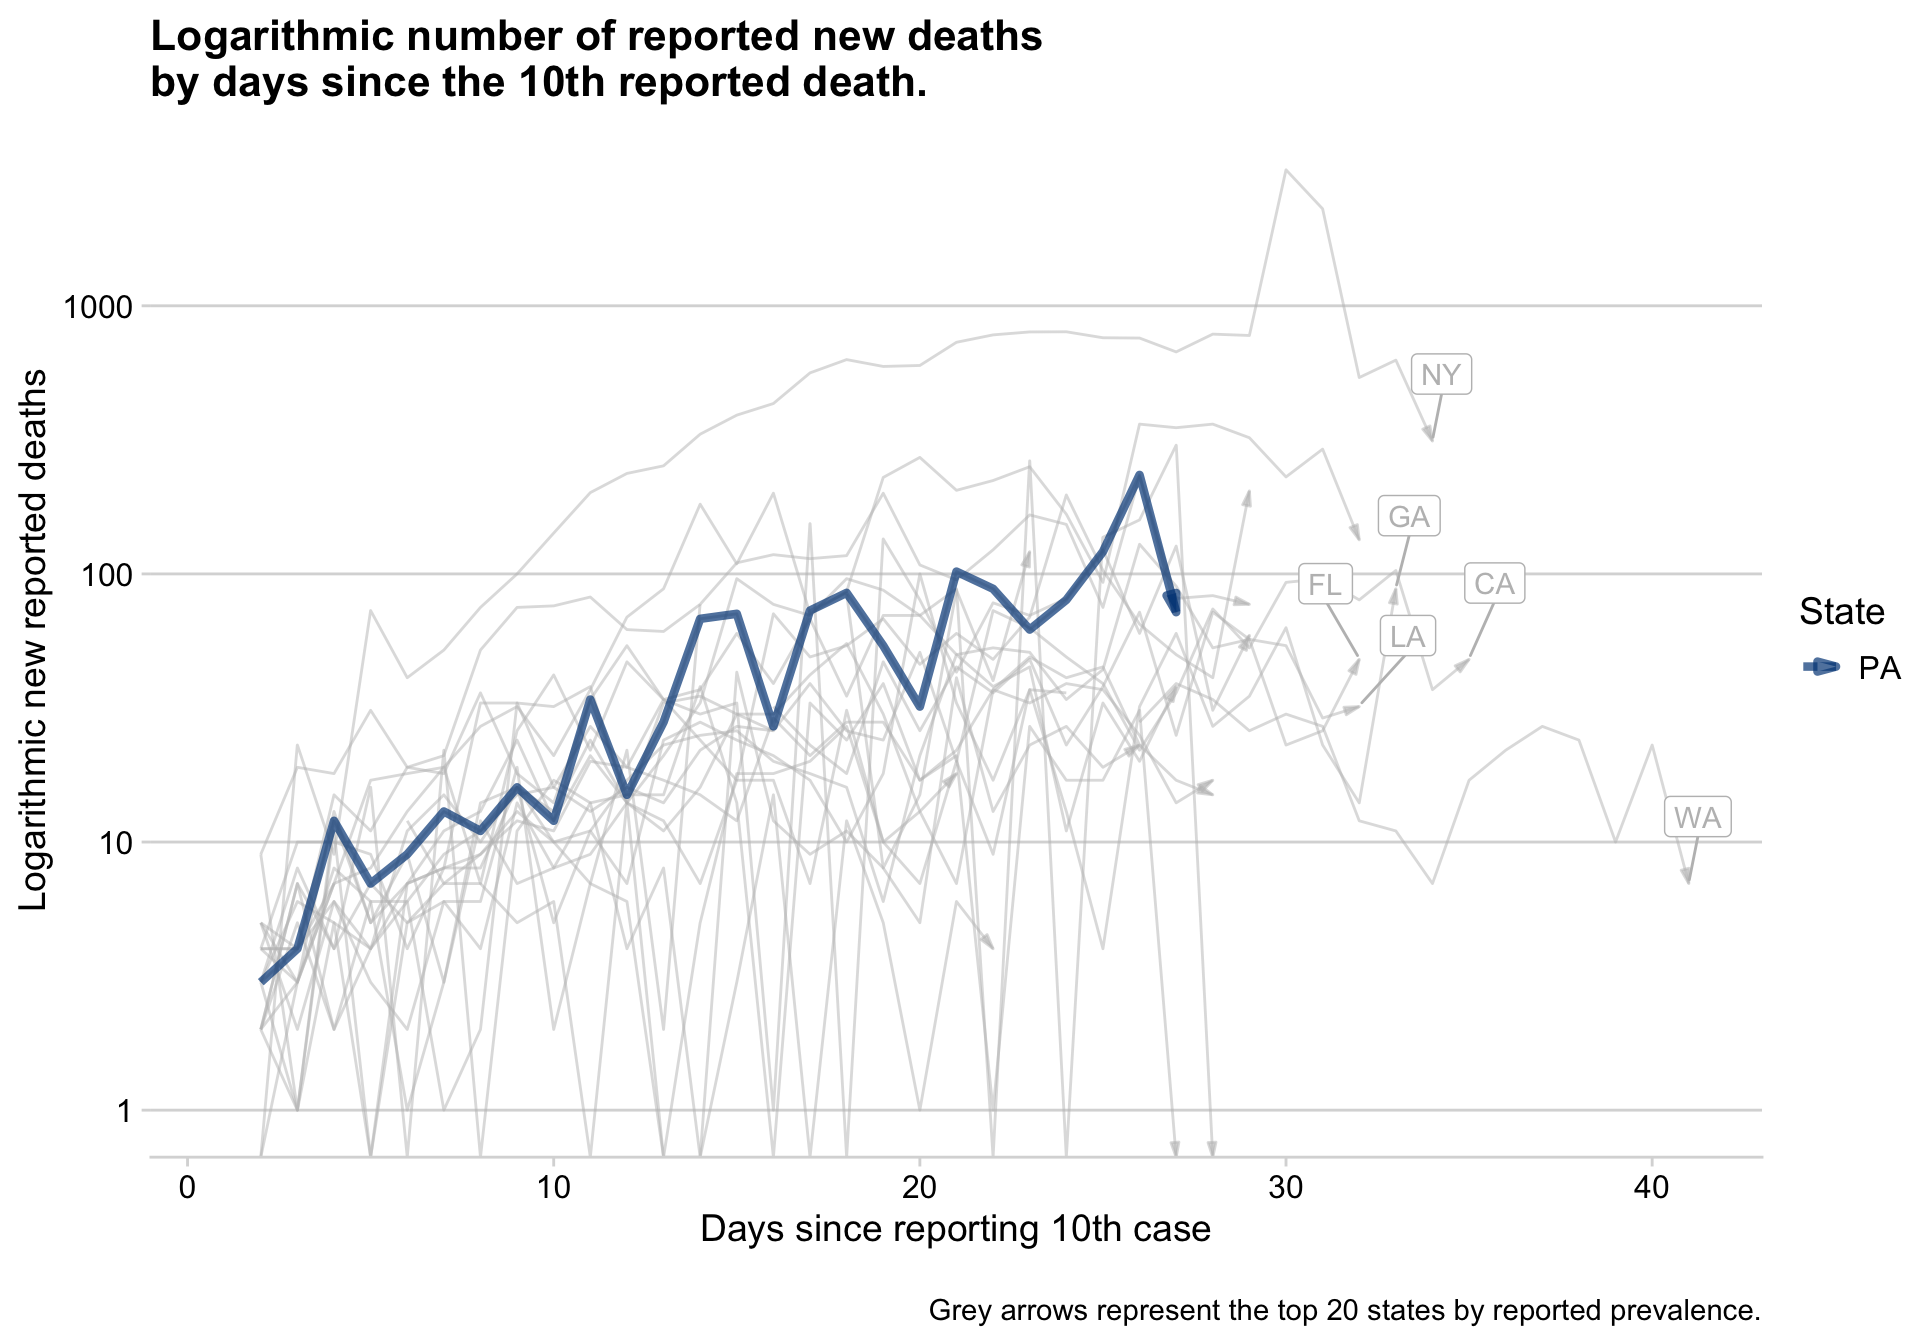 Logarithmic number of reported new deaths
by days since the 10th reported death.
Logarithmic new reported deaths
1000
100
10
1
NY
GA
FL
CA
LA
WA
State
PA
0 10 20 30 40
Days since reporting 10th case
Grey arrows represent the top 20 states by reported prevalence.